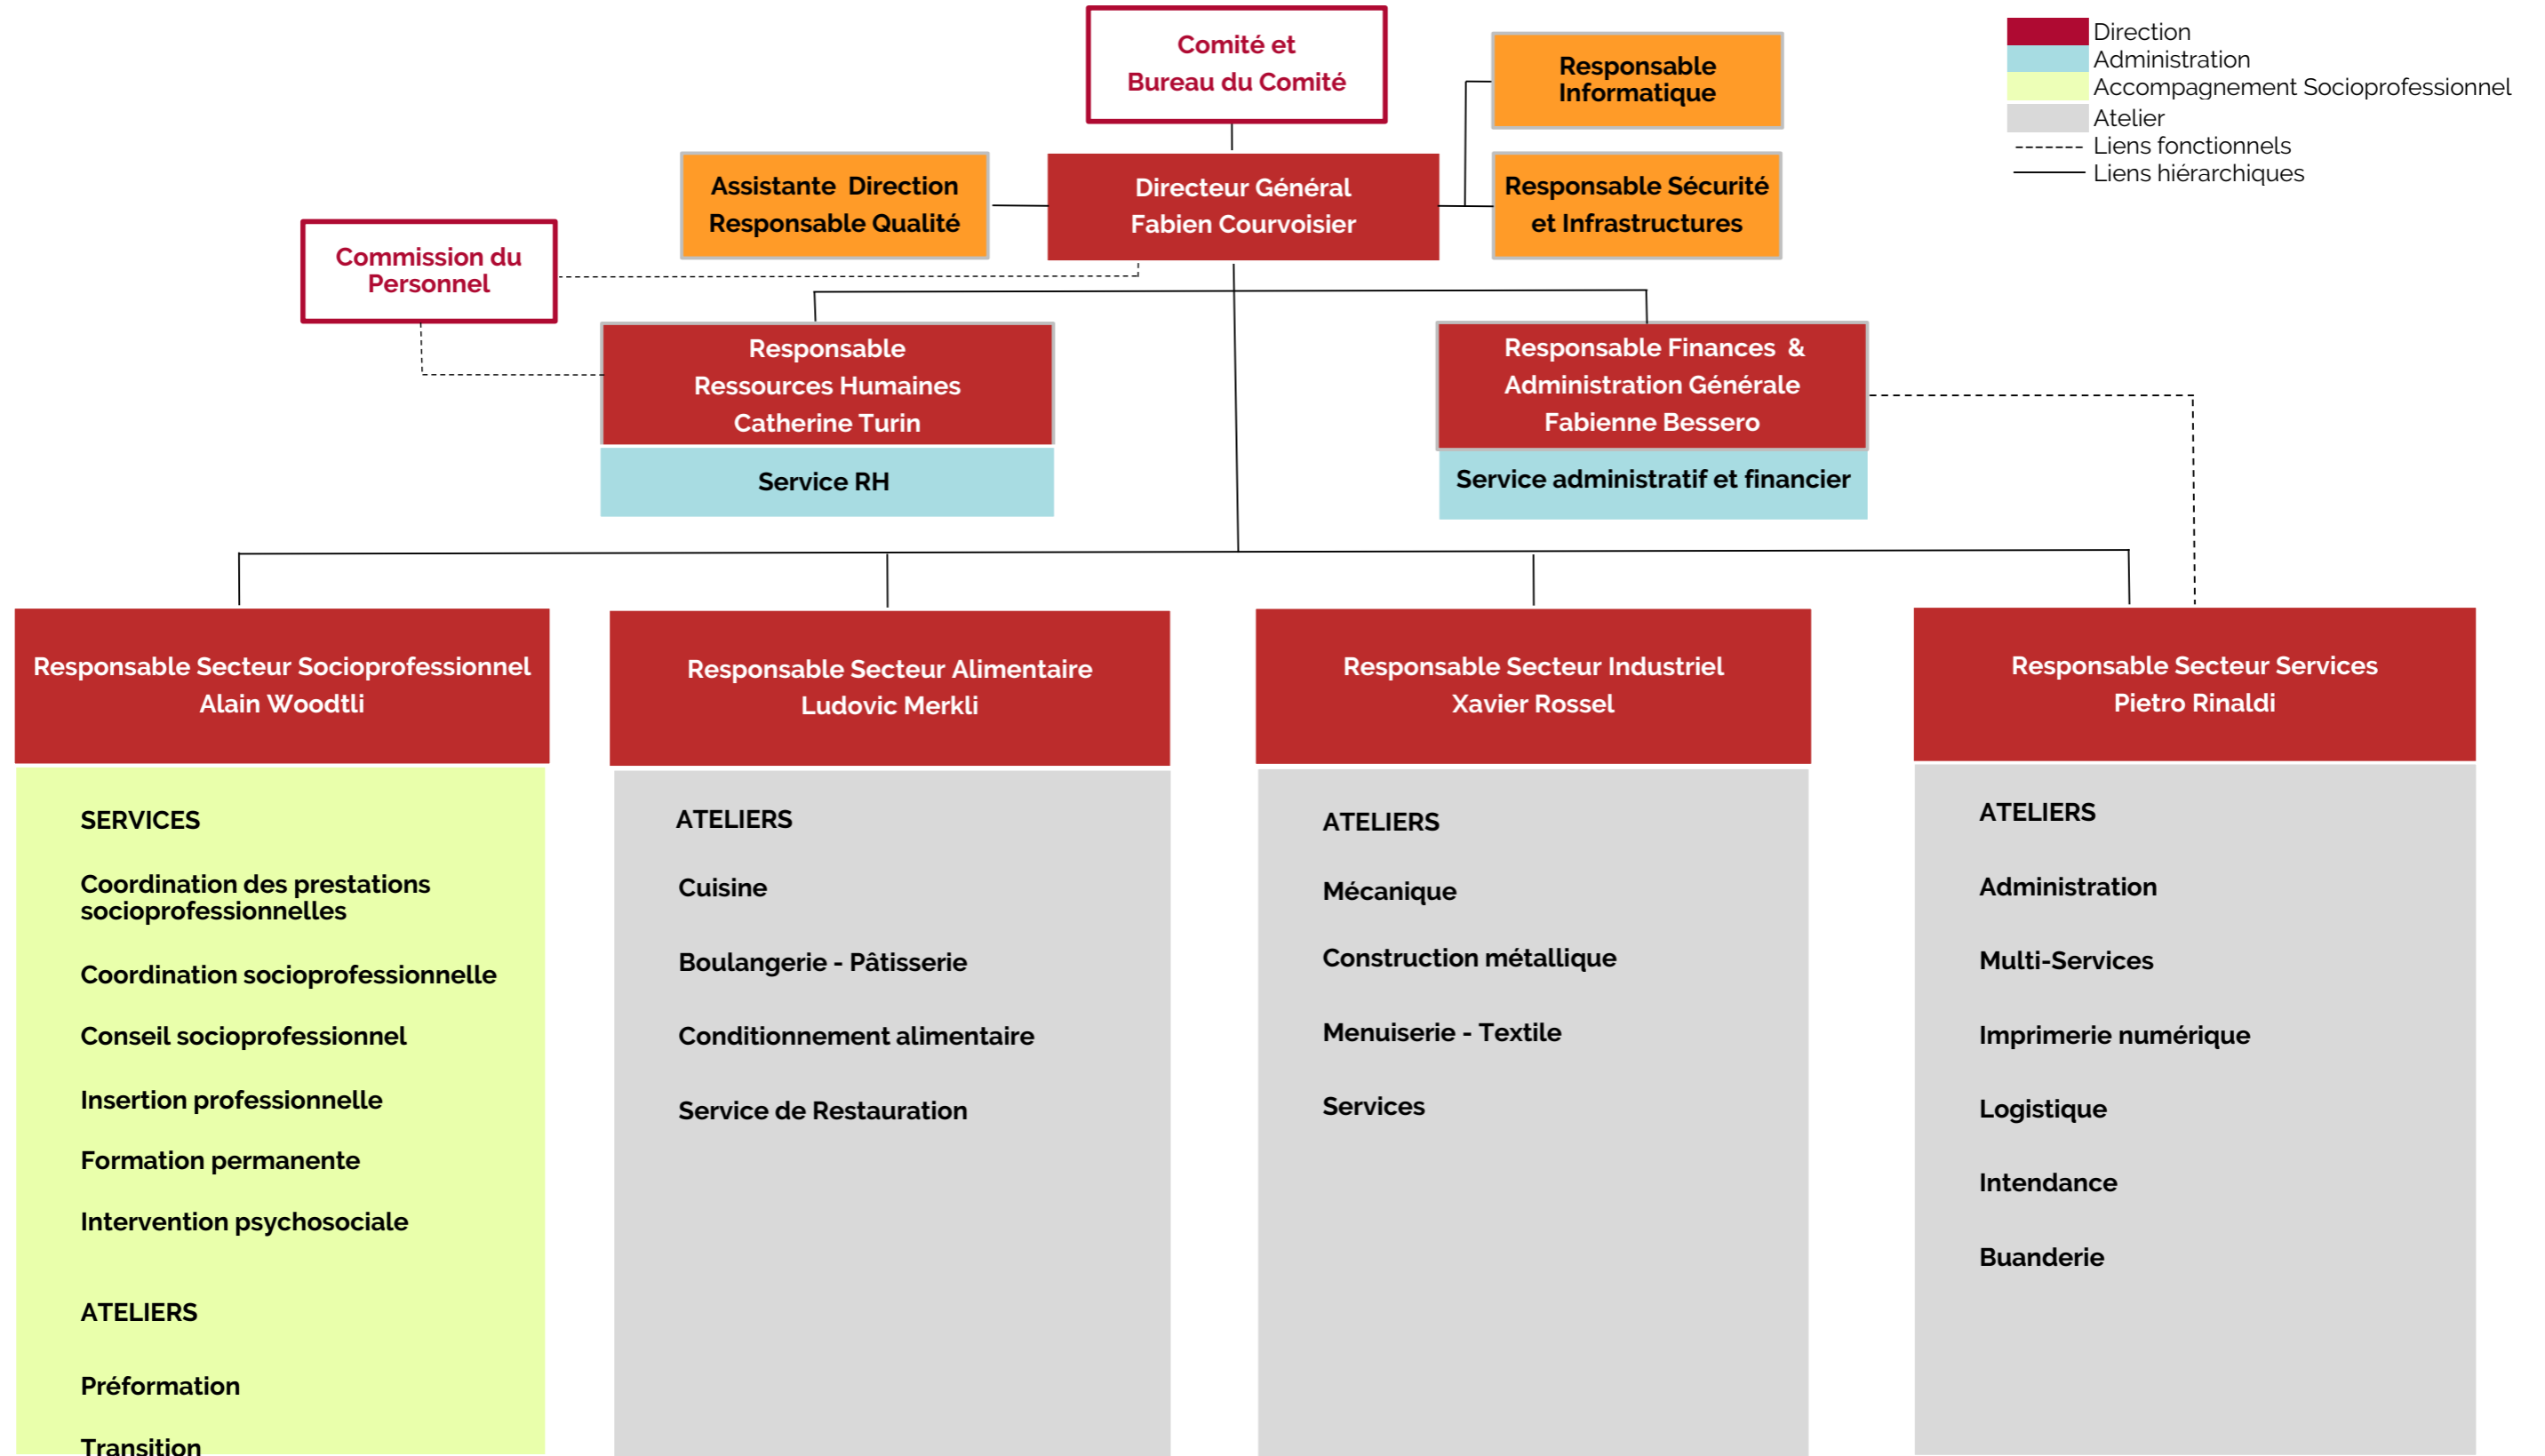 Comité et
Bureau du Comité
Responsable
Informatique
Direction
Administration
Accompagnement Socioprofessionnel
Atelier
Liens fonctionnels
Liens hiérarchiques
Assistante Direction
Responsable Qualité
Directeur Général
Fabien Courvoisier
Responsable Sécurité
et Infrastructures
Commission du
Personnel
Responsable
Ressources Humaines
Catherine Turin
Service RH
Responsable Finances &
Administration Générale
Fabienne Bessero
Service administratif et financier
Responsable Secteur Socioprofessionnel
Alain Woodtli
SERVICES
Coordination des prestations
socioprofessionnelles
Coordination socioprofessionnelle
Conseil socioprofessionnel
Insertion professionnelle
Formation permanente
Intervention psychosociale
ATELIERS
Préformation
Transition
Responsable Secteur Alimentaire
Ludovic Merkli
ATELIERS
Cuisine
Boulangerie - Pâtisserie
Conditionnement alimentaire
Service de Restauration
Responsable Secteur Industriel
Xavier Rossel
ATELIERS
Mécanique
Construction métallique
Menuiserie - Textile
Services
Responsable Secteur Services
Pietro Rinaldi
ATELIERS
Administration
Multi-Services
Imprimerie numérique
Logistique
Intendance
Buanderie